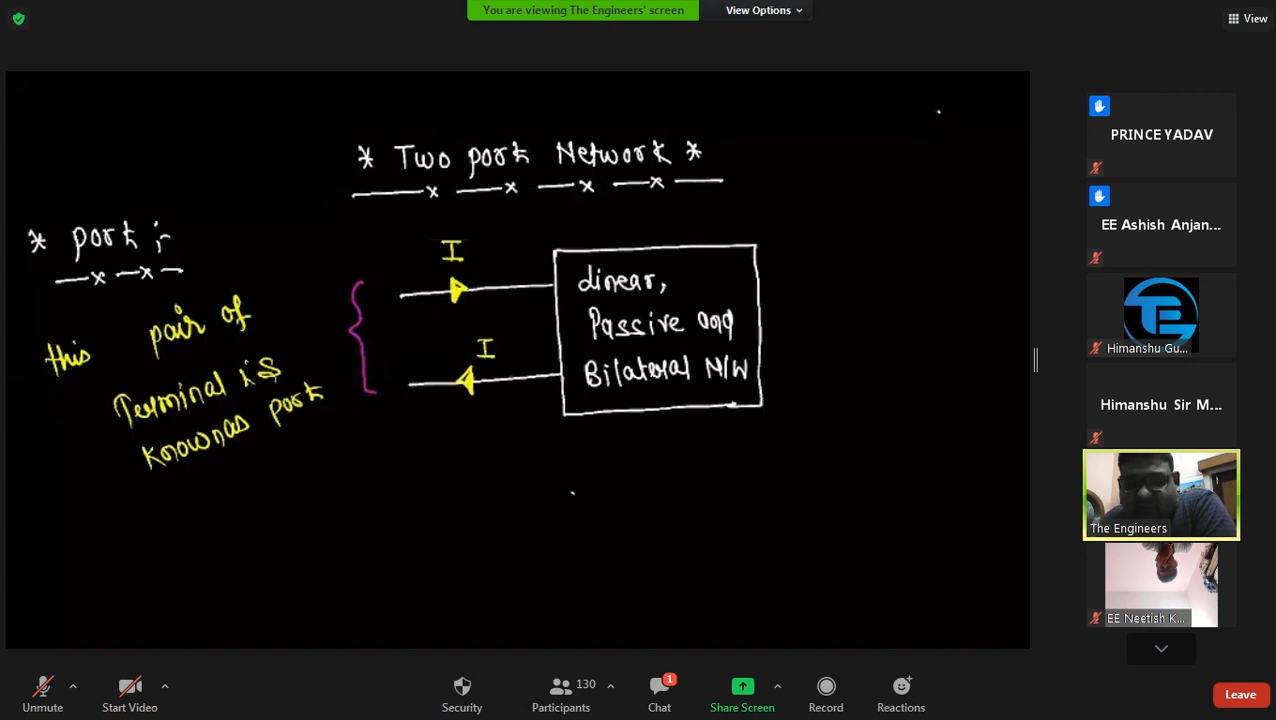 You are viewing The Engineers' screen
View Options
View
* Two port Network *
* port :-
I
I
this pair of
Terminal is
known as port
linear,
Passive and
Bilateral N/W
PRINCE YADAV
EE Ashish Anjan...
Himanshu Gu...
Himanshu Sir M...
The Engineers
EE Neetish K...
Unmute
Start Video
Security
130
Participants
1
Chat
Share Screen
Record
Reactions
Leave